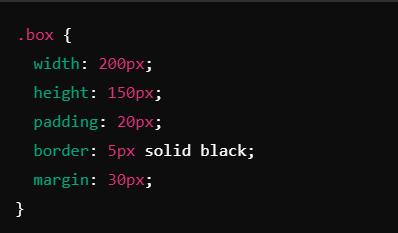 .box {
  width: 200px;
  height: 150px;
  padding: 20px;
  border: 5px solid black;
  margin: 30px;
}